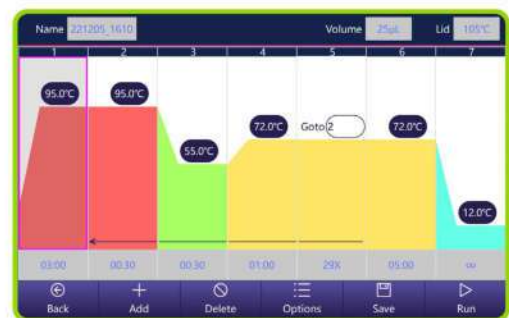 Name 221205_1610 Volume 25μL Lid 105°C
1 2 3 4 5 6 7
95.0°C 95.0°C 55.0°C 72.0°C Goto 2 72.0°C 12.0°C
03:00 00:30 00:30 01:00 29X 05:00 ∞
Back Add Delete Options Save Run